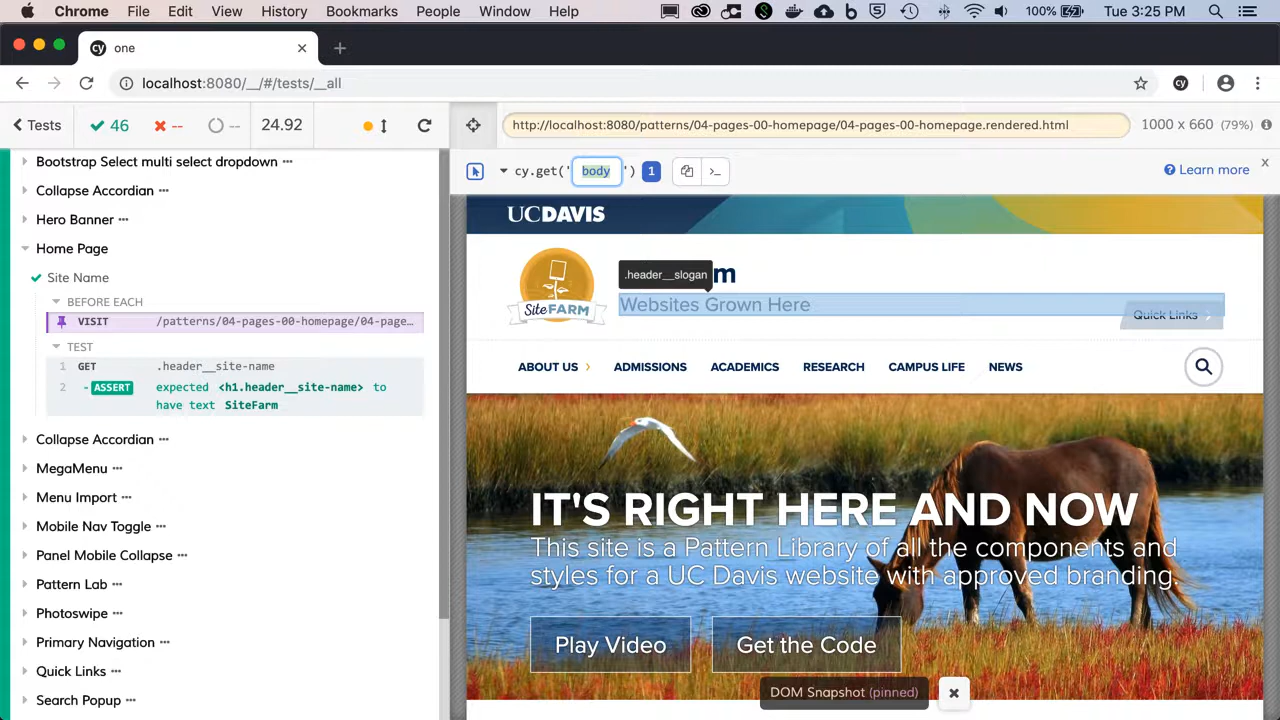 Chrome File Edit View History Bookmarks People Window Help 100% Tue 3:25 PM
cy one
localhost:8080/__/#/tests/__all cy
Tests 46 -- -- 24.92 http://localhost:8080/patterns/04-pages-00-homepage/04-pages-00-homepage.rendered.html 1000 x 660 (79%)
Bootstrap Select multi select dropdown •••
Collapse Accordian •••
Hero Banner •••
Home Page
Site Name
BEFORE EACH
VISIT /patterns/04-pages-00-homepage/04-page...
TEST
1 GET .header__site-name
2 -ASSERT expected <h1.header__site-name> to
have text SiteFarm
Collapse Accordian •••
MegaMenu •••
Menu Import •••
Mobile Nav Toggle •••
Panel Mobile Collapse •••
Pattern Lab •••
Photoswipe •••
Primary Navigation •••
Quick Links •••
Search Popup •••
cy.get('body') 1 >_ Learn more x
UCDAVIS
SiteFARM
.header__slogan
m
Websites Grown Here
Quick Links
ABOUT US ADMISSIONS ACADEMICS RESEARCH CAMPUS LIFE NEWS
IT'S RIGHT HERE AND NOW
This site is a Pattern Library of all the components and
styles for a UC Davis website with approved branding.
Play Video Get the Code
DOM Snapshot (pinned)